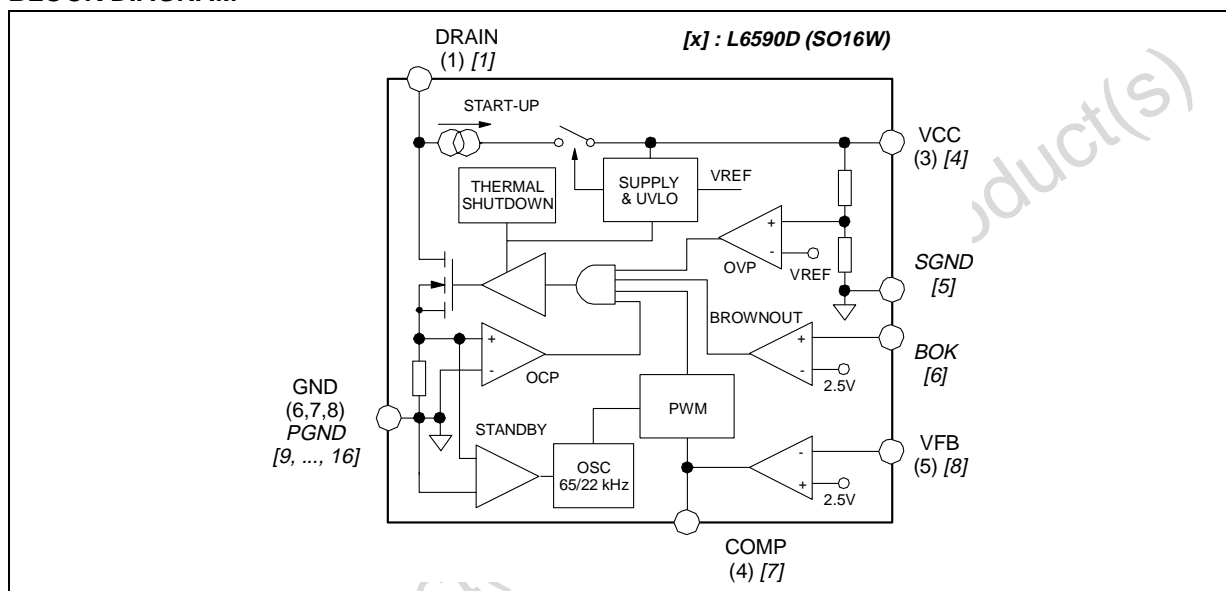 DRAIN
(1) [1]
[x] : L6590D (SO16W)
START-UP
VCC
(3) [4]
THERMAL
SHUTDOWN
SUPPLY
& UVLO
VREF
+
-
OVP
VREF
SGND
[5]
BROWNOUT
+
-
2.5V
BOK
[6]
+
-
OCP
GND
(6,7,8)
PGND
[9, ..., 16]
PWM
STANDBY
OSC
65/22 kHz
-
+
2.5V
VFB
(5) [8]
COMP
(4) [7]